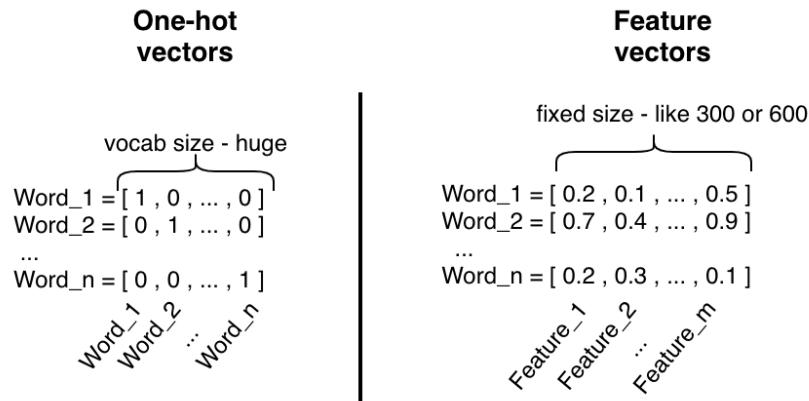 One-hot
vectors
vocab size - huge
Word_1 = [ 1 , 0 , ... , 0 ]
Word_2 = [ 0 , 1 , ... , 0 ]
...
Word_n = [ 0 , 0 , ... , 1 ]
Word_1
Word_2
...
Word_n
Feature
vectors
fixed size - like 300 or 600
Word_1 = [ 0.2 , 0.1 , ... , 0.5 ]
Word_2 = [ 0.7 , 0.4 , ... , 0.9 ]
...
Word_n = [ 0.2 , 0.3 , ... , 0.1 ]
Feature_1
Feature_2
...
Feature_m